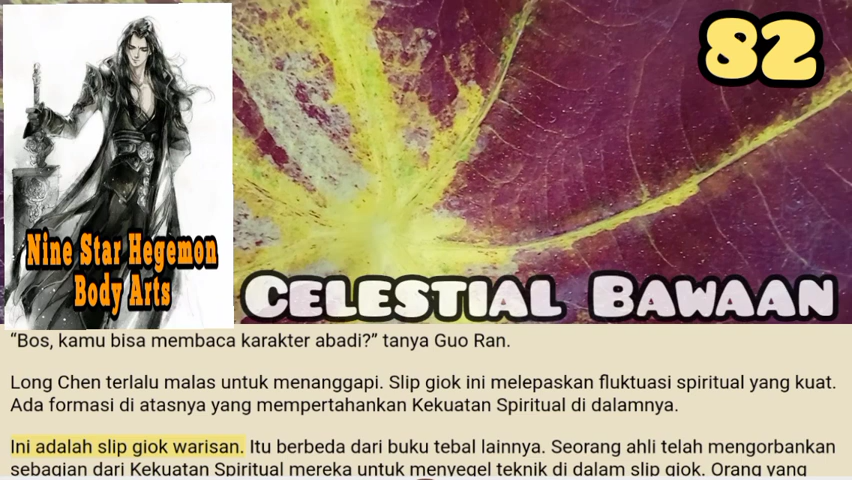 82
Nine Star Hegemon
Body Arts
Celestial Bawaan
“Bos, kamu bisa membaca karakter abadi?” tanya Guo Ran.
Long Chen terlalu malas untuk menanggapi. Slip giok ini melepaskan fluktuasi spiritual yang kuat.
Ada formasi di atasnya yang mempertahankan Kekuatan Spiritual di dalamnya.
Ini adalah slip giok warisan. Itu berbeda dari buku tebal lainnya. Seorang ahli telah mengorbankan
sebagian dari Kekuatan Spiritual mereka untuk menyegel teknik di dalam slip giok. Orang yang